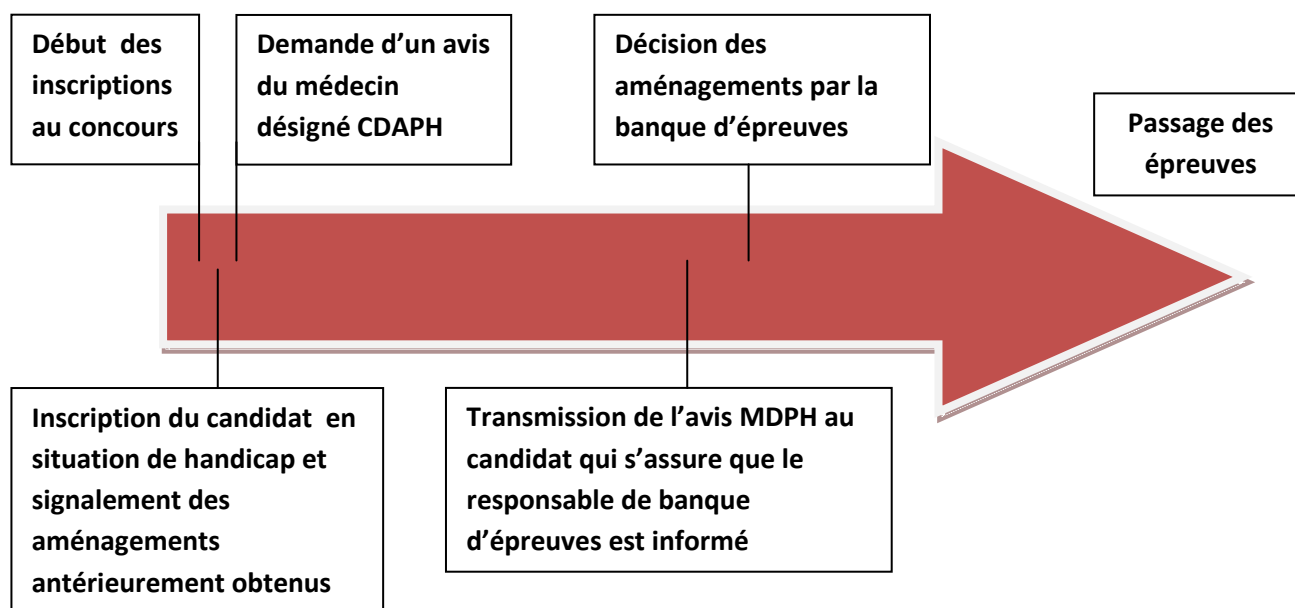 Début des
inscriptions
au concours
Demande d’un avis
du médecin
désigné CDAPH
Décision des
aménagements par la
banque d’épreuves
Passage des
épreuves
Inscription du candidat en
situation de handicap et
signalement des
aménagements
antérieurement obtenus
Transmission de l’avis MDPH au
candidat qui s’assure que le
responsable de banque
d’épreuves est informé